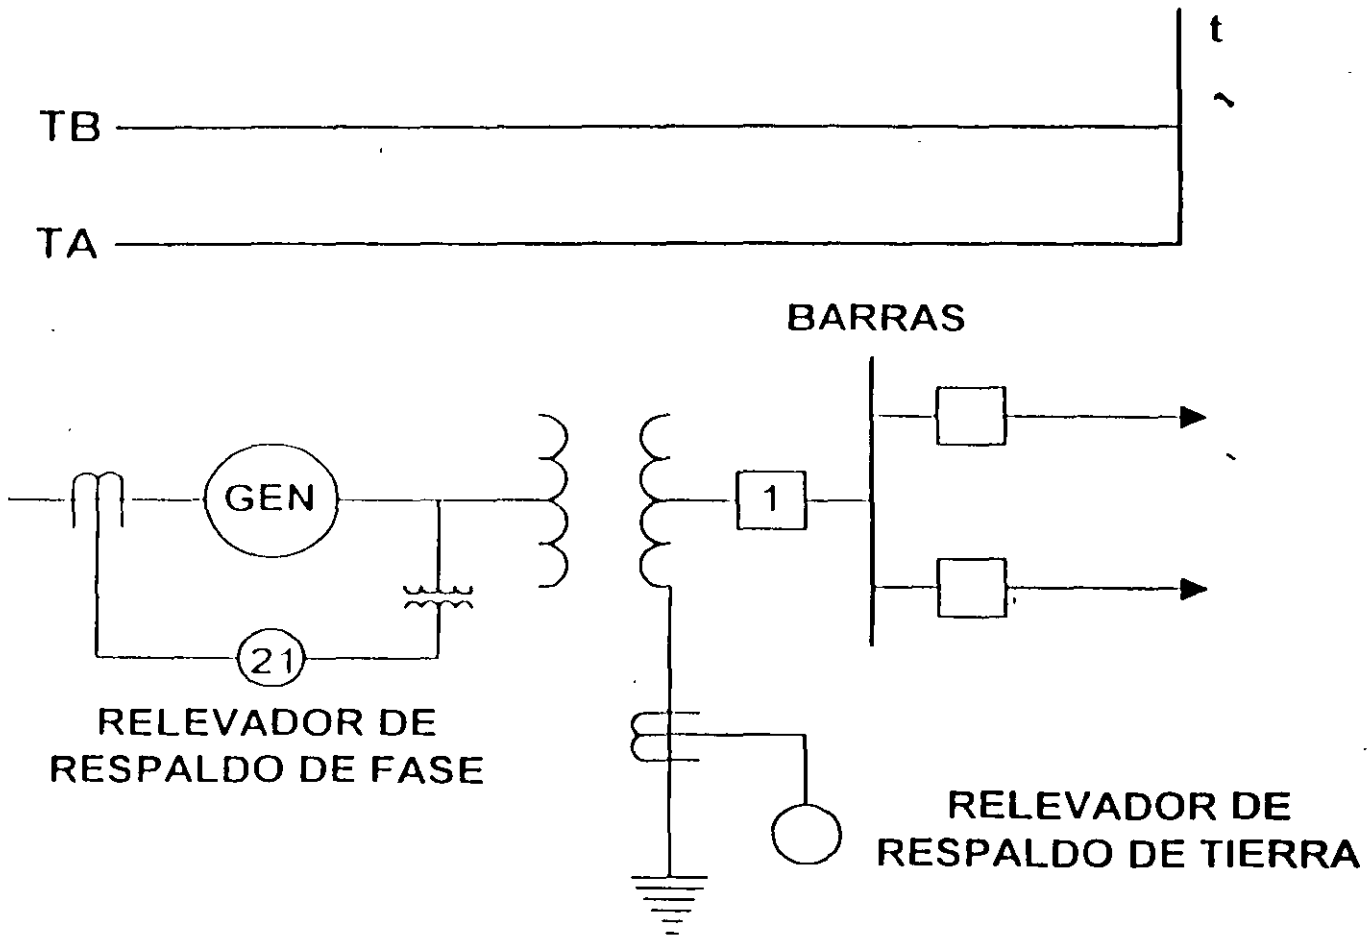 t
TB
TA
BARRAS
GEN
1
21
RELEVADOR DE
RESPALDO DE FASE
RELEVADOR DE
RESPALDO DE TIERRA